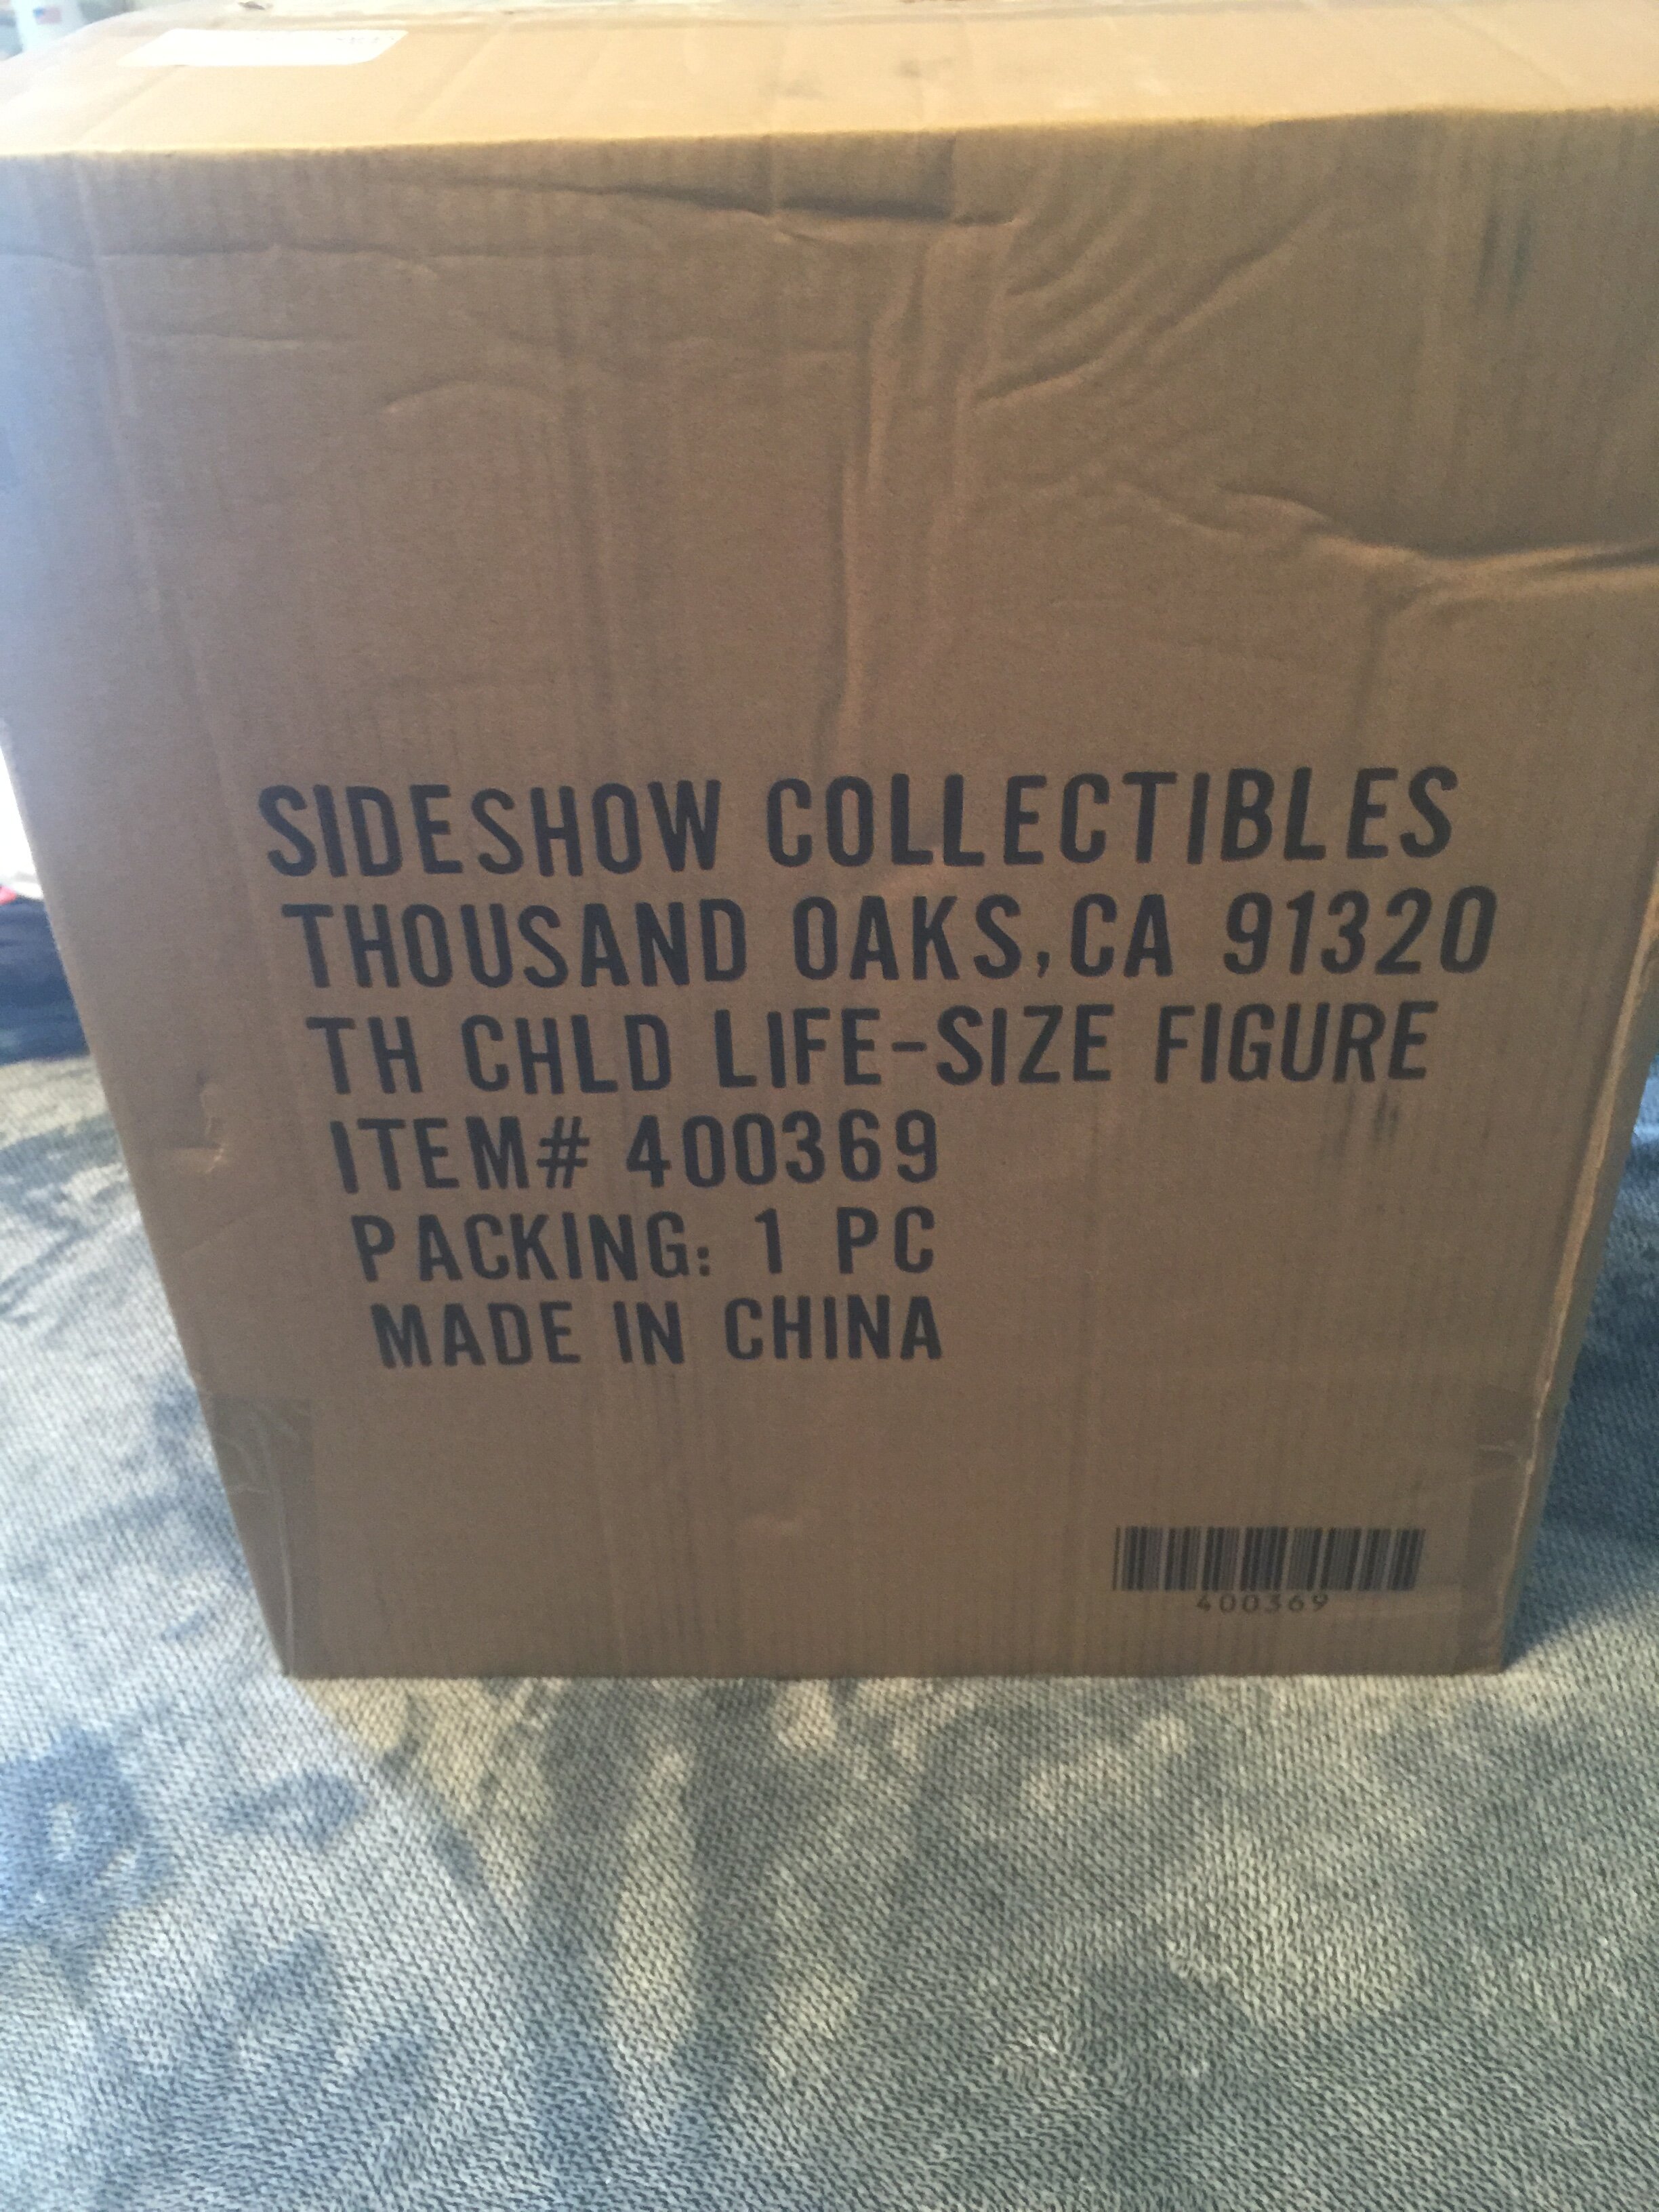 SIDESHOW COLLECTIBLES
THOUSAND OAKS, CA 91320
TH CHLD LIFE-SIZE FIGURE
ITEM# 400369
PACKING: 1 PC
MADE IN CHINA
400369